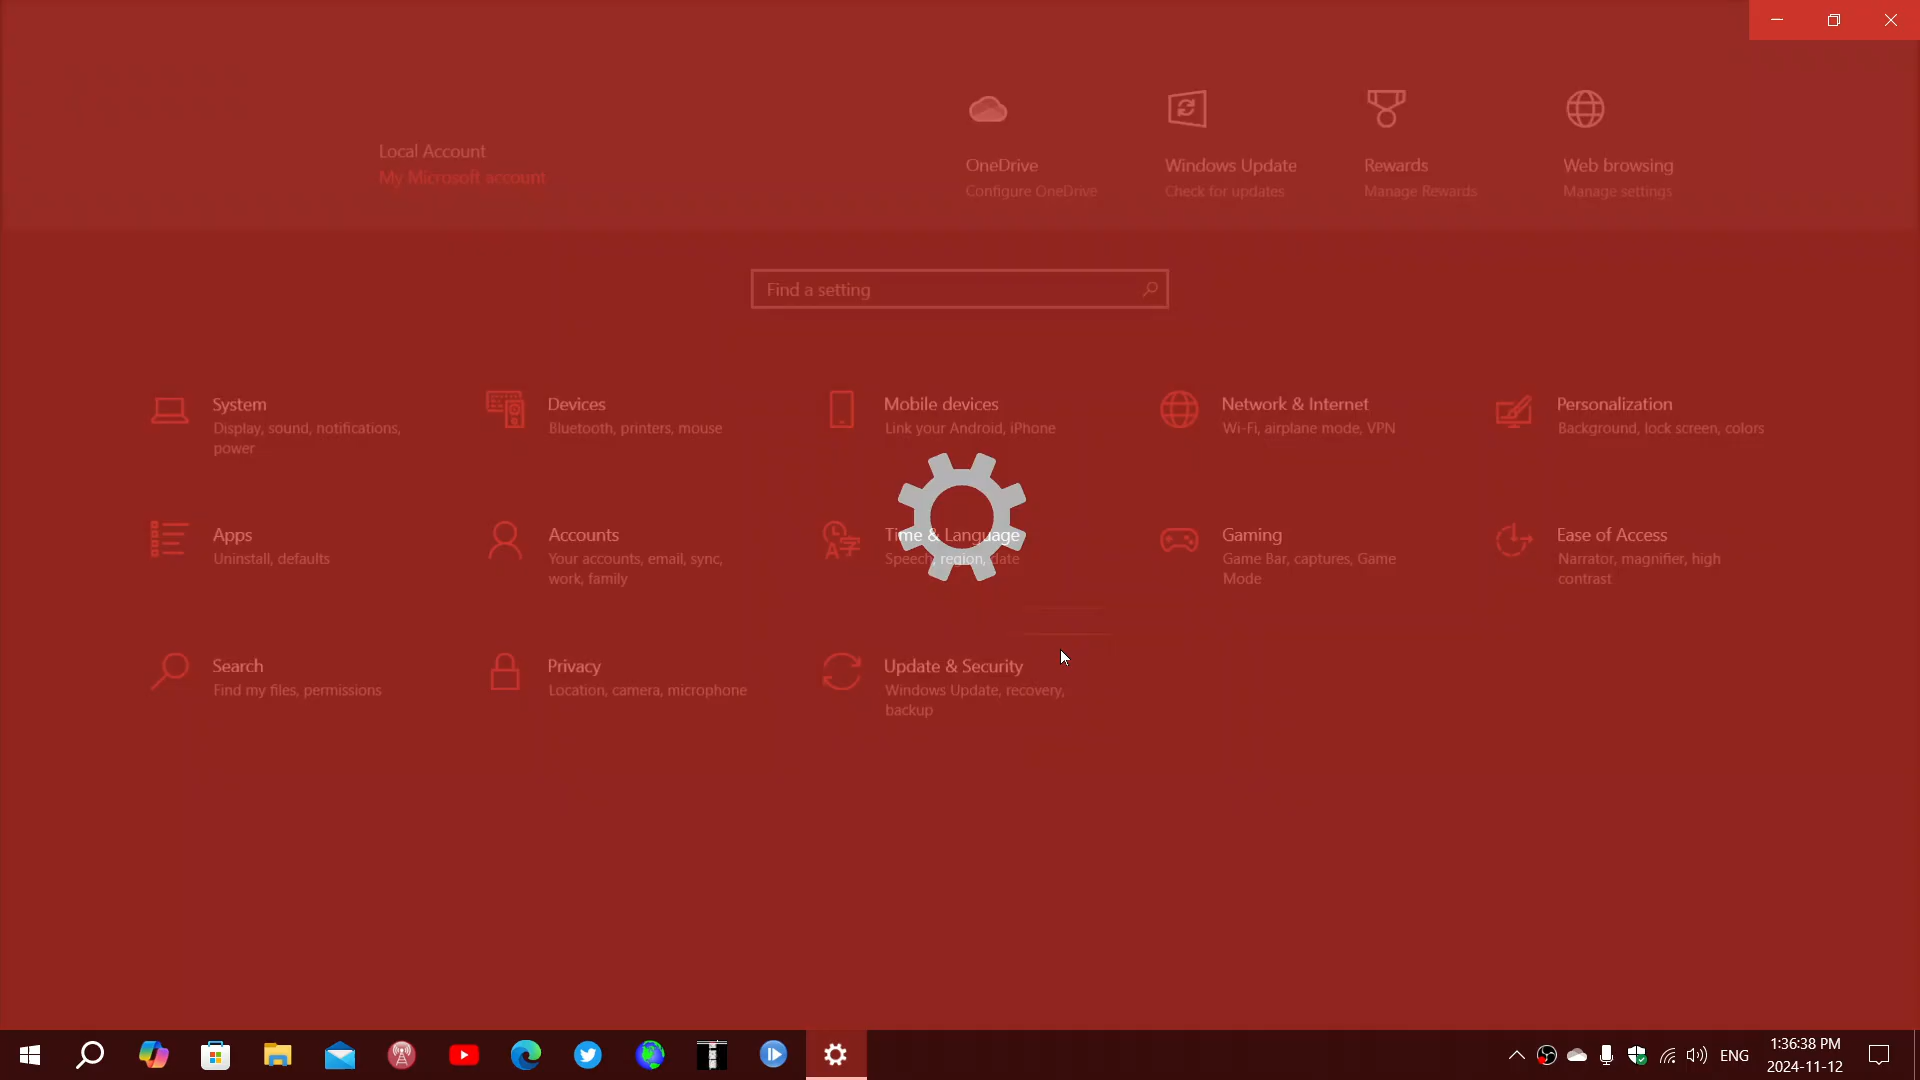 Local Account
My Microsoft account
OneDrive
Configure OneDrive
Windows Update
Check for updates
Rewards
Manage Rewards
Web browsing
Manage settings
Find a setting
System
Display, sound, notifications,
power
Devices
Bluetooth, printers, mouse
Mobile devices
Link your Android, iPhone
Network & Internet
Wi-Fi, airplane mode, VPN
Personalization
Background, lock screen, colors
Apps
Uninstall, defaults
Accounts
Your accounts, email, sync,
work, family
Time & Language
Speech, region, date
Gaming
Game Bar, captures, Game
Mode
Ease of Access
Narrator, magnifier, high
contrast
Search
Find my files, permissions
Privacy
Location, camera, microphone
Update & Security
Windows Update, recovery,
backup
ENG
1:36:38 PM
2024-11-12